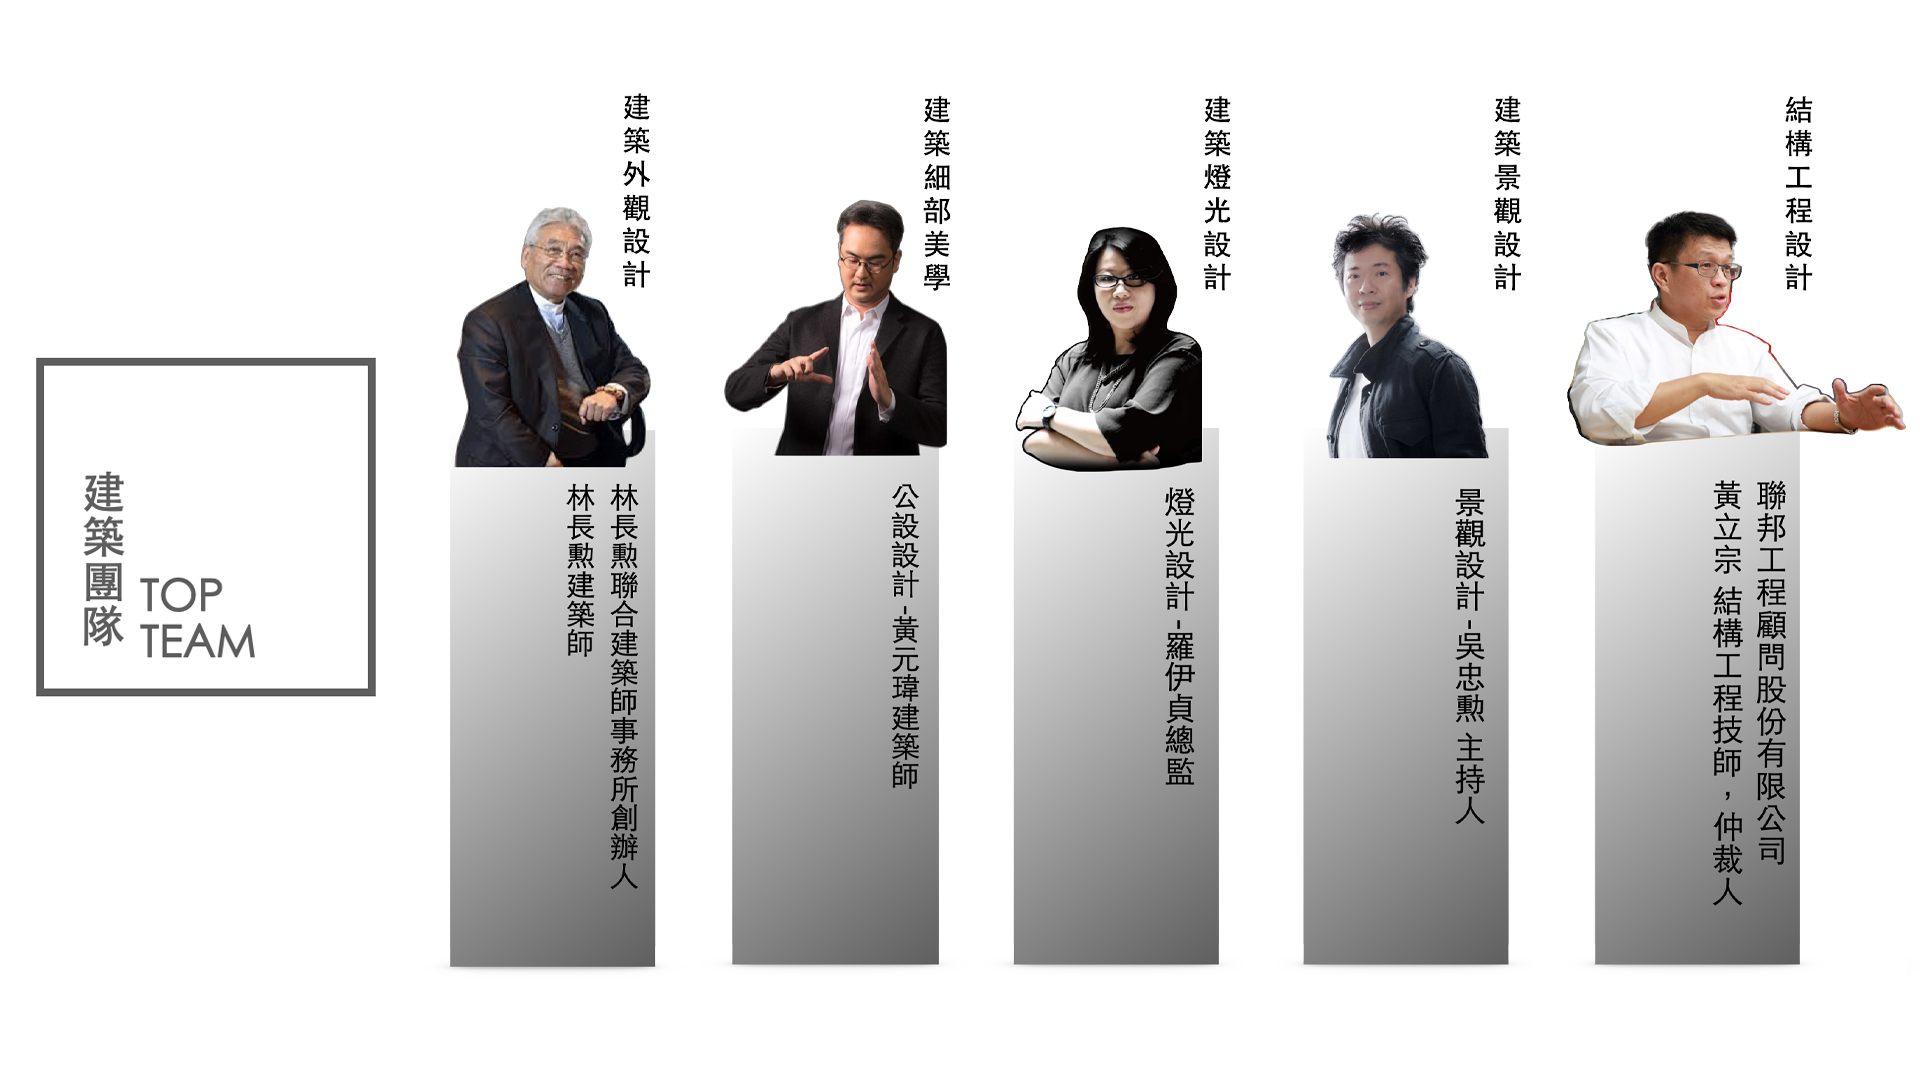 建築團隊
TOP
TEAM
建築外觀設計
林長勲聯合建築師事務所創辦人
林長勲建築師
建築細部美學
公設設計-黃元瑋建築師
建築燈光設計
燈光設計-羅伊貞總監
建築景觀設計
景觀設計-吳忠勲 主持人
結構工程設計
聯邦工程顧問股份有限公司
黃立宗 結構工程技師，仲裁人